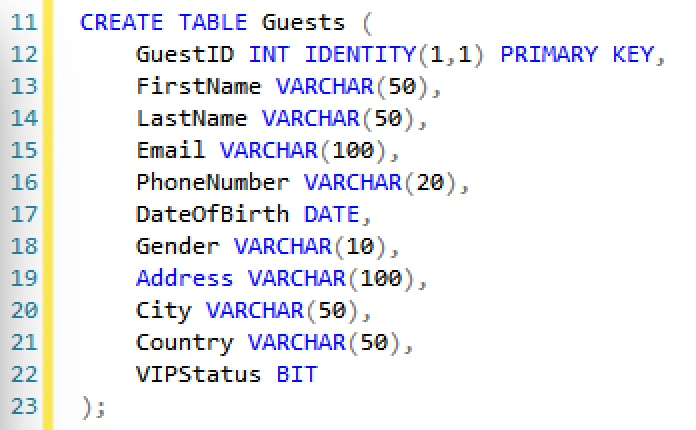 11 CREATE TABLE Guests (
12 GuestID INT IDENTITY(1,1) PRIMARY KEY,
13 FirstName VARCHAR(50),
14 LastName VARCHAR(50),
15 Email VARCHAR(100),
16 PhoneNumber VARCHAR(20),
17 DateOfBirth DATE,
18 Gender VARCHAR(10),
19 Address VARCHAR(100),
20 City VARCHAR(50),
21 Country VARCHAR(50),
22 VIPStatus BIT
23 );